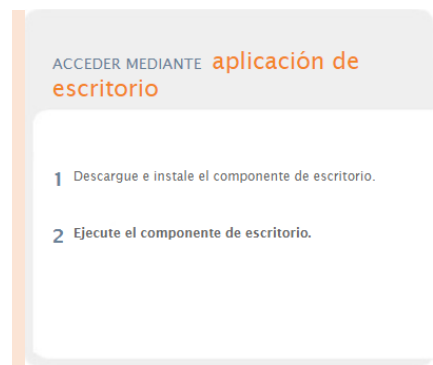 ACCEDER MEDIANTE aplicación de
escritorio
1 Descargue e instale el componente de escritorio.
2 Ejecute el componente de escritorio.